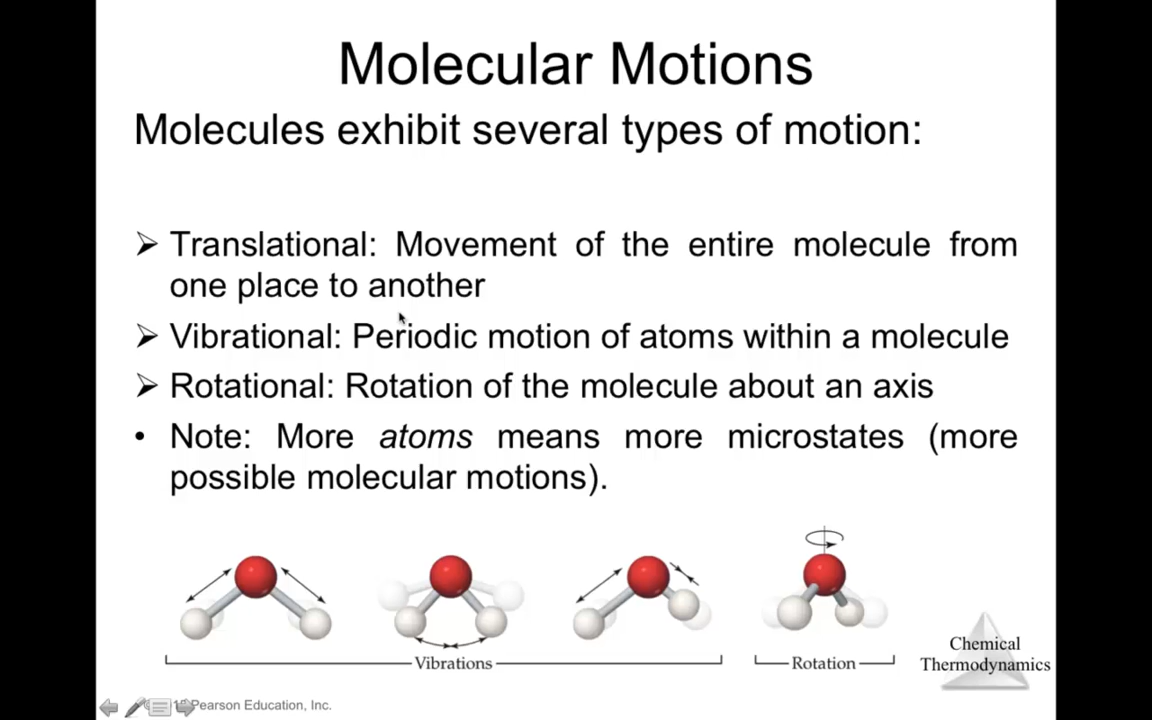 Molecular Motions
Molecules exhibit several types of motion:
➢ Translational: Movement of the entire molecule from
one place to another
➢ Vibrational: Periodic motion of atoms within a molecule
➢ Rotational: Rotation of the molecule about an axis
• Note: More atoms means more microstates (more
possible molecular motions).
Vibrations
Rotation
Chemical
Thermodynamics
Pearson Education, Inc.